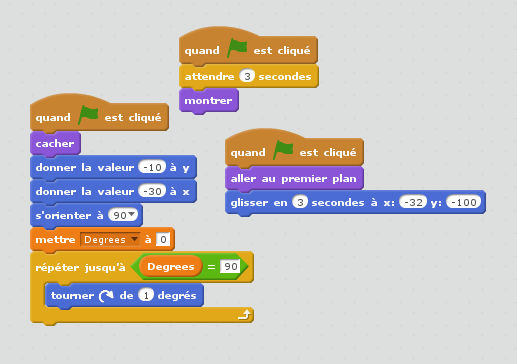 quand est cliqué
attendre 3 secondes
montrer
quand est cliqué
cacher
donner la valeur -10 à y
donner la valeur -30 à x
s'orienter à 90
mettre Degrees à 0
répéter jusqu'à Degrees = 90
tourner de 1 degrés
quand est cliqué
aller au premier plan
glisser en 3 secondes à x: -32 y: -100